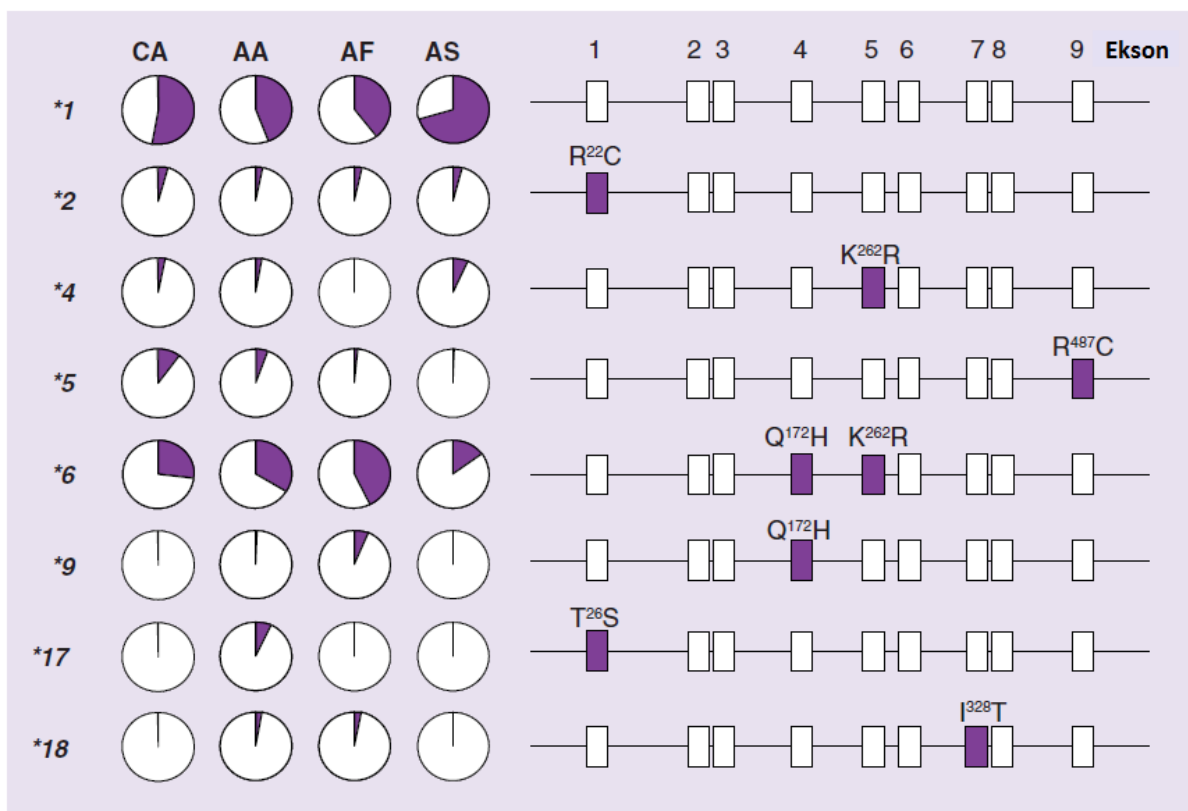 CA AA AF AS 1 2 3 4 5 6 7 8 9 Ekson
*1
*2 R²²C
*4 K²⁶²R
*5 R⁴⁸⁷C
*6 Q¹⁷²H K²⁶²R
*9 Q¹⁷²H
*17 T²⁶S
*18 I³²⁸T